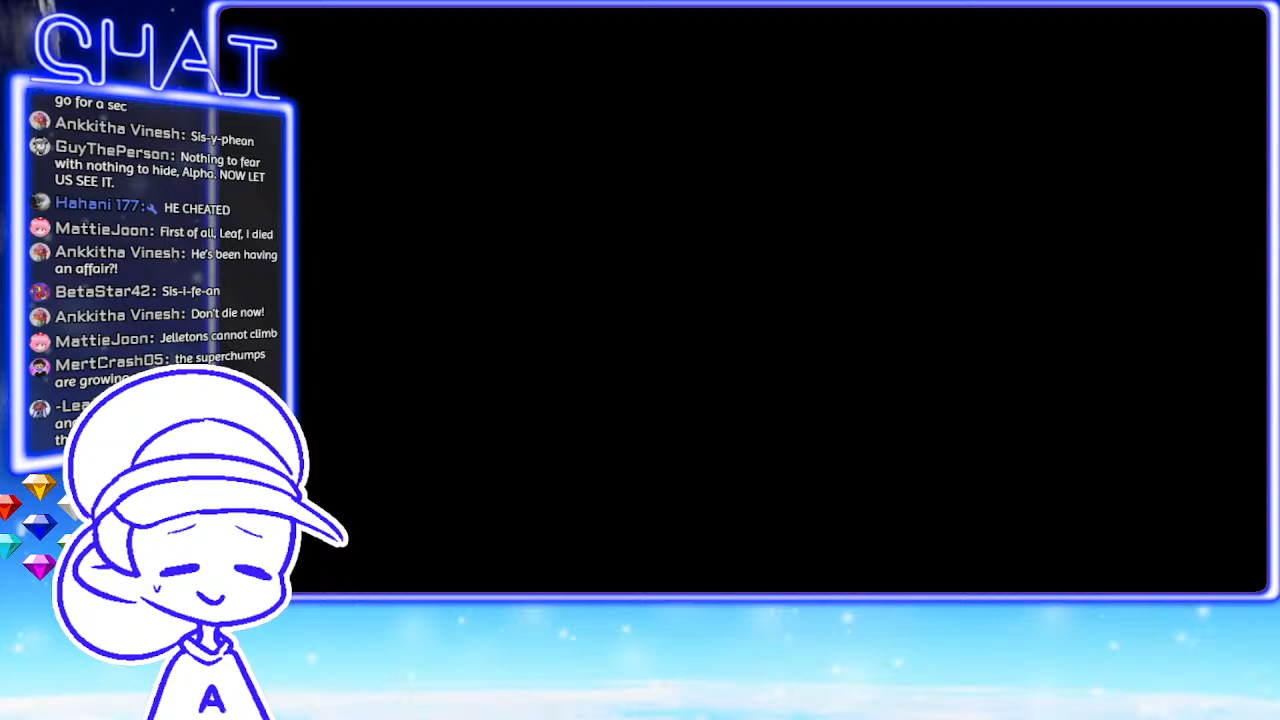 CHAT
go for a sec
Ankkitha Vinesh: Sis-y-phean
GuyThePerson: Nothing to fear
with nothing to hide, Alpha. NOW LET
US SEE IT.
Hahani 177: HE CHEATED
MattieJoon: First of all, Leaf, I died
Ankkitha Vinesh: He's been having
an affair?!
BetaStar42: Sis-i-fe-an
Ankkitha Vinesh: Don't die now!
MattieJoon: Jelletons cannot climb
MertCrash05: the superchumps
are growing
A